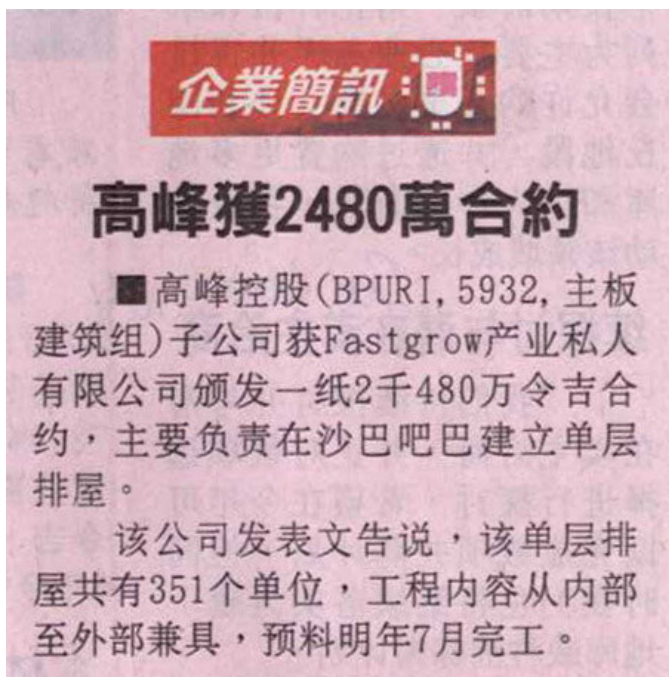 企業簡訊
高峰獲2480萬合約
■高峰控股(BPURI,5932,主板
建筑组)子公司获Fastgrow产业私人
有限公司颁发一纸2千480万令吉合
约，主要负责在沙巴吧巴建立单层
排屋。
该公司发表文告说，该单层排
屋共有351个单位，工程内容从内部
至外部兼具，预料明年7月完工。